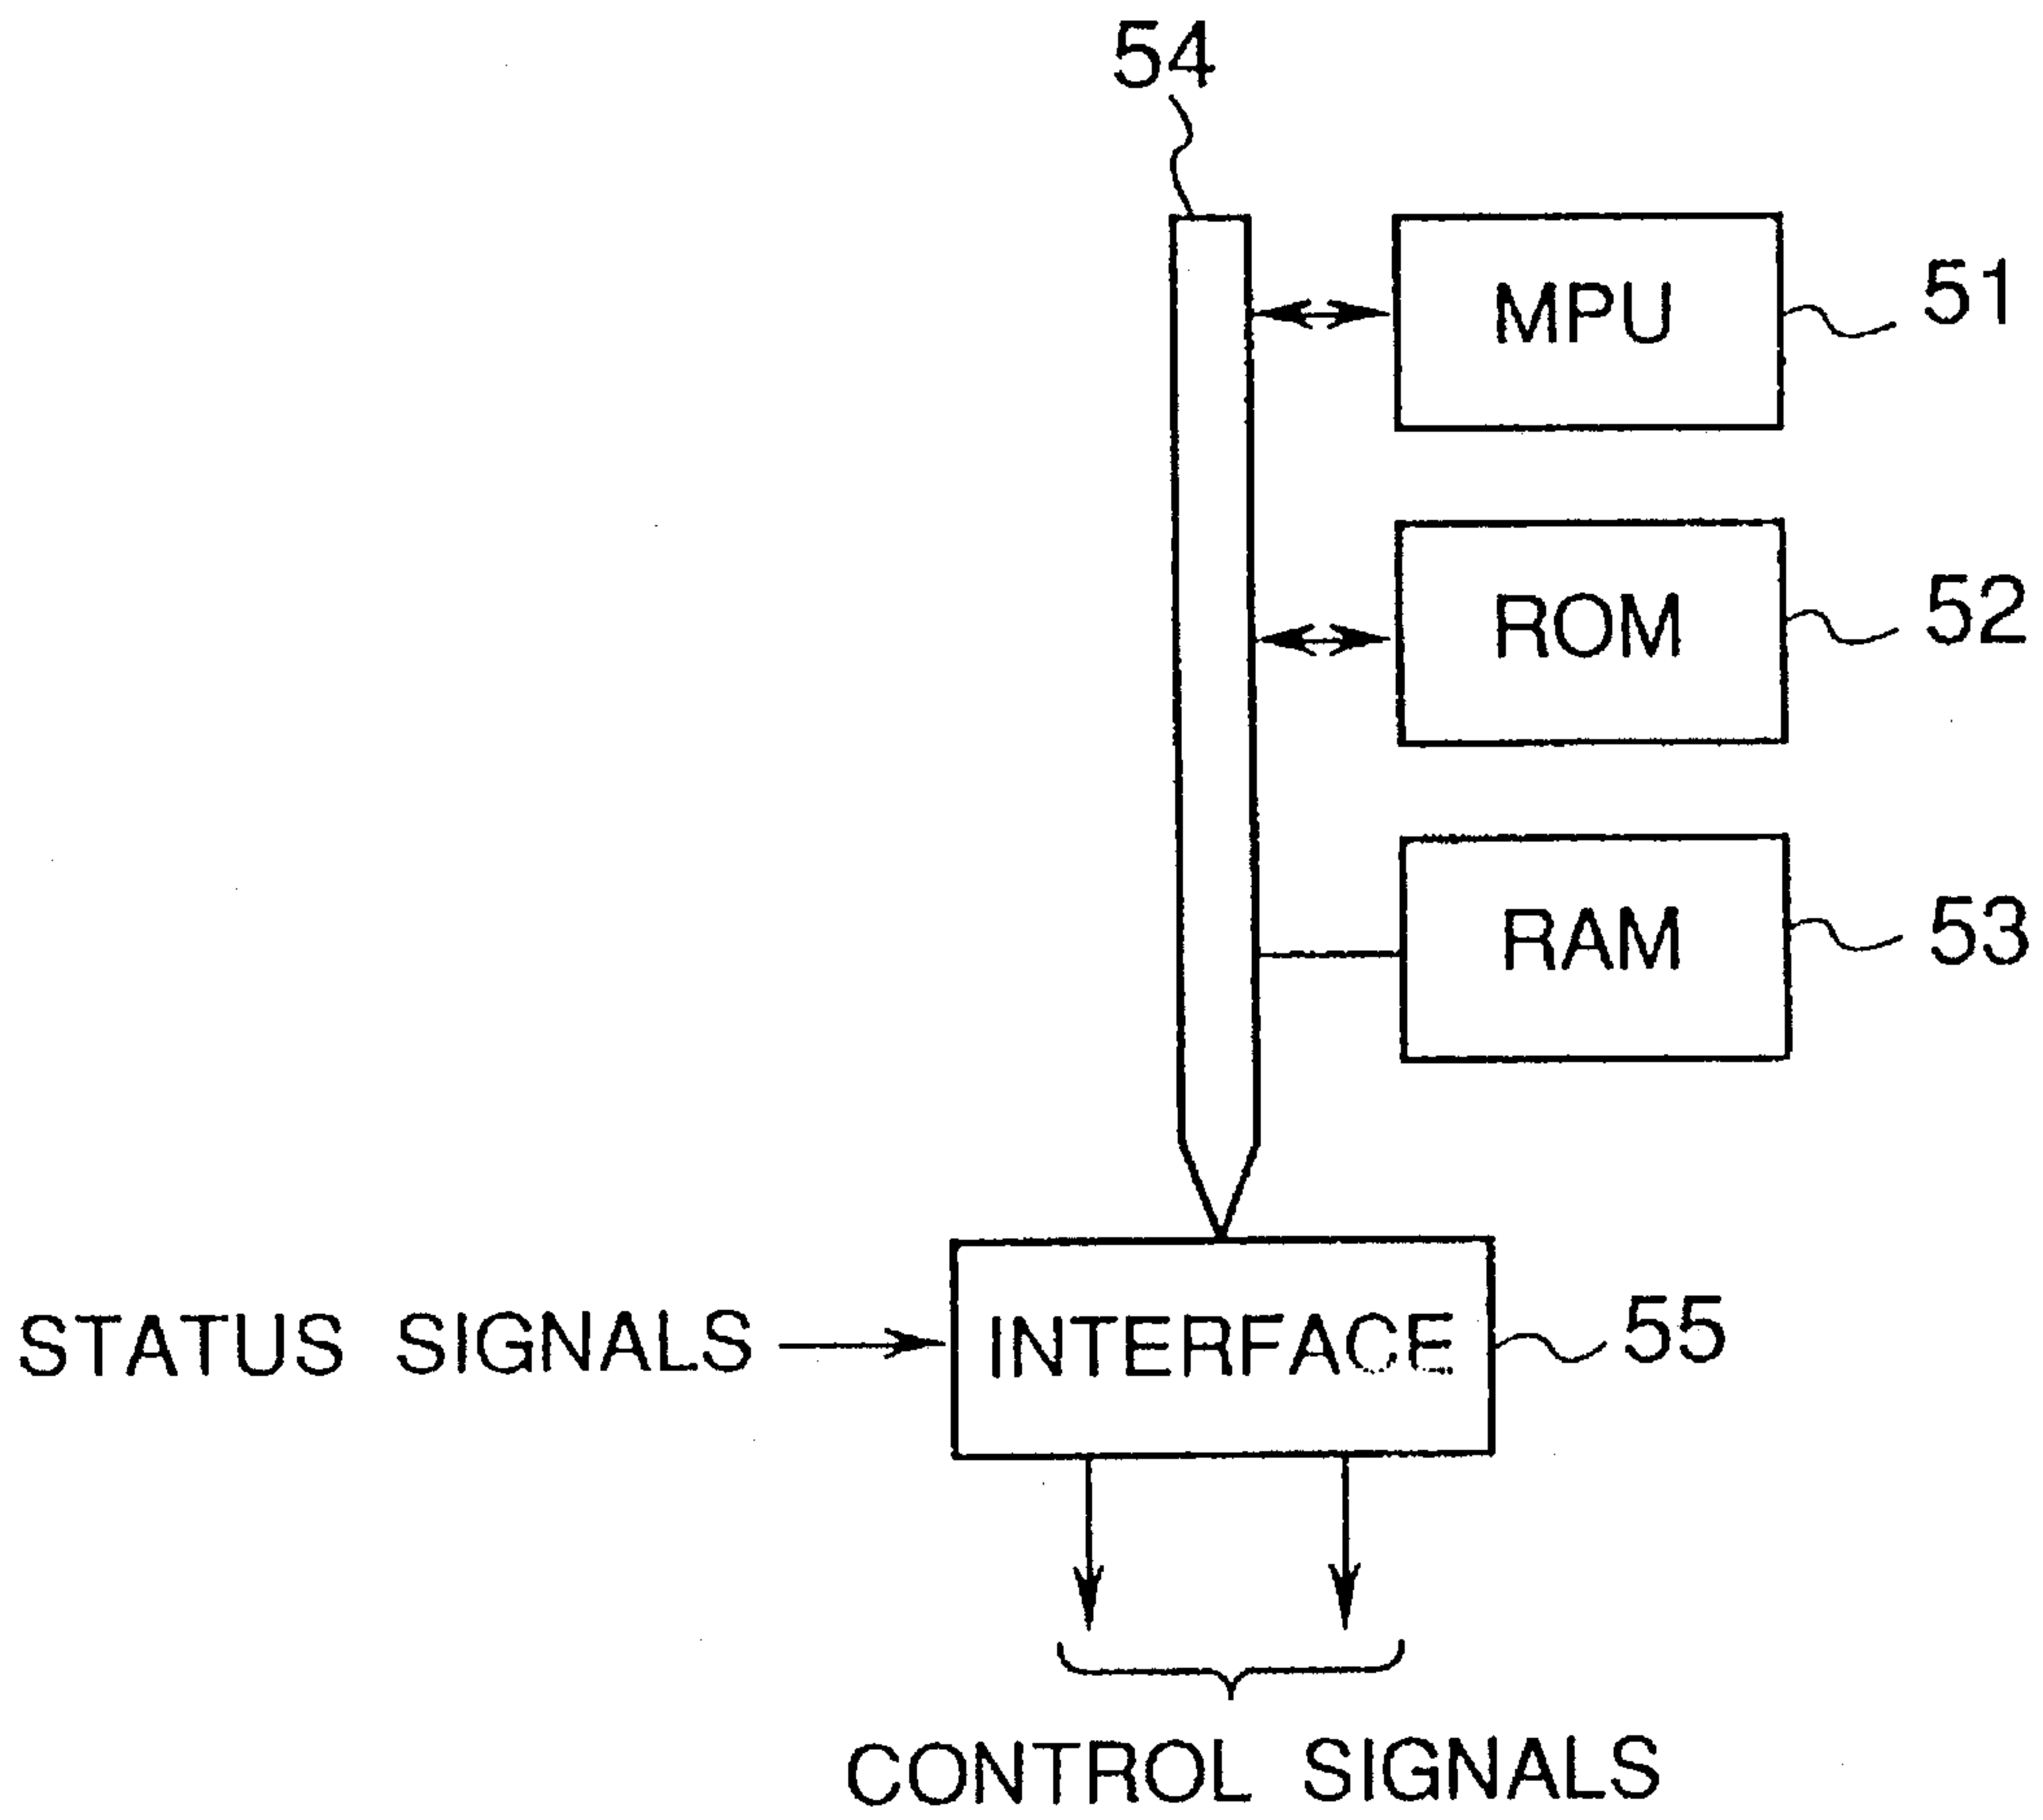 54
MPU
51
ROM
52
RAM
53
STATUS SIGNALS
INTERFACE
55
CONTROL SIGNALS